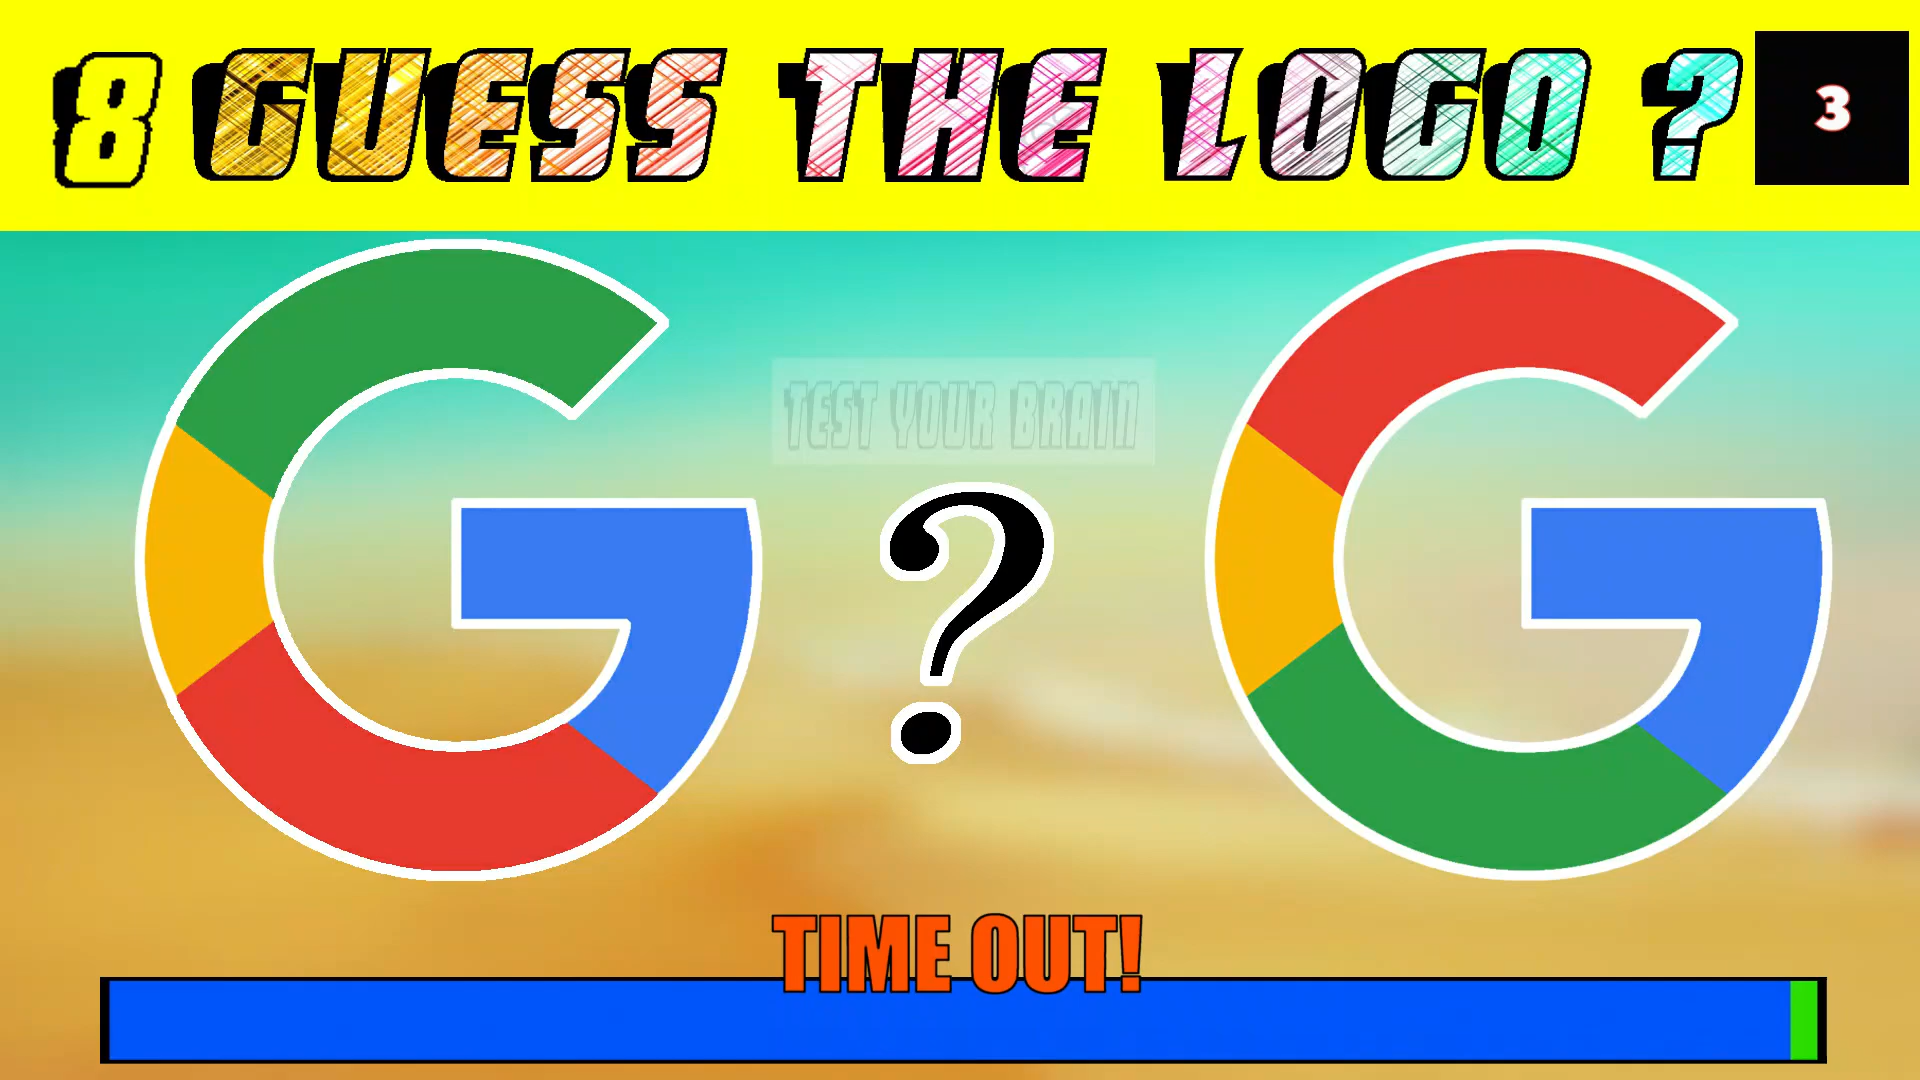 8 GUESS THE LOGO ? 3
TEST YOUR BRAIN
G ? G
TIME OUT!